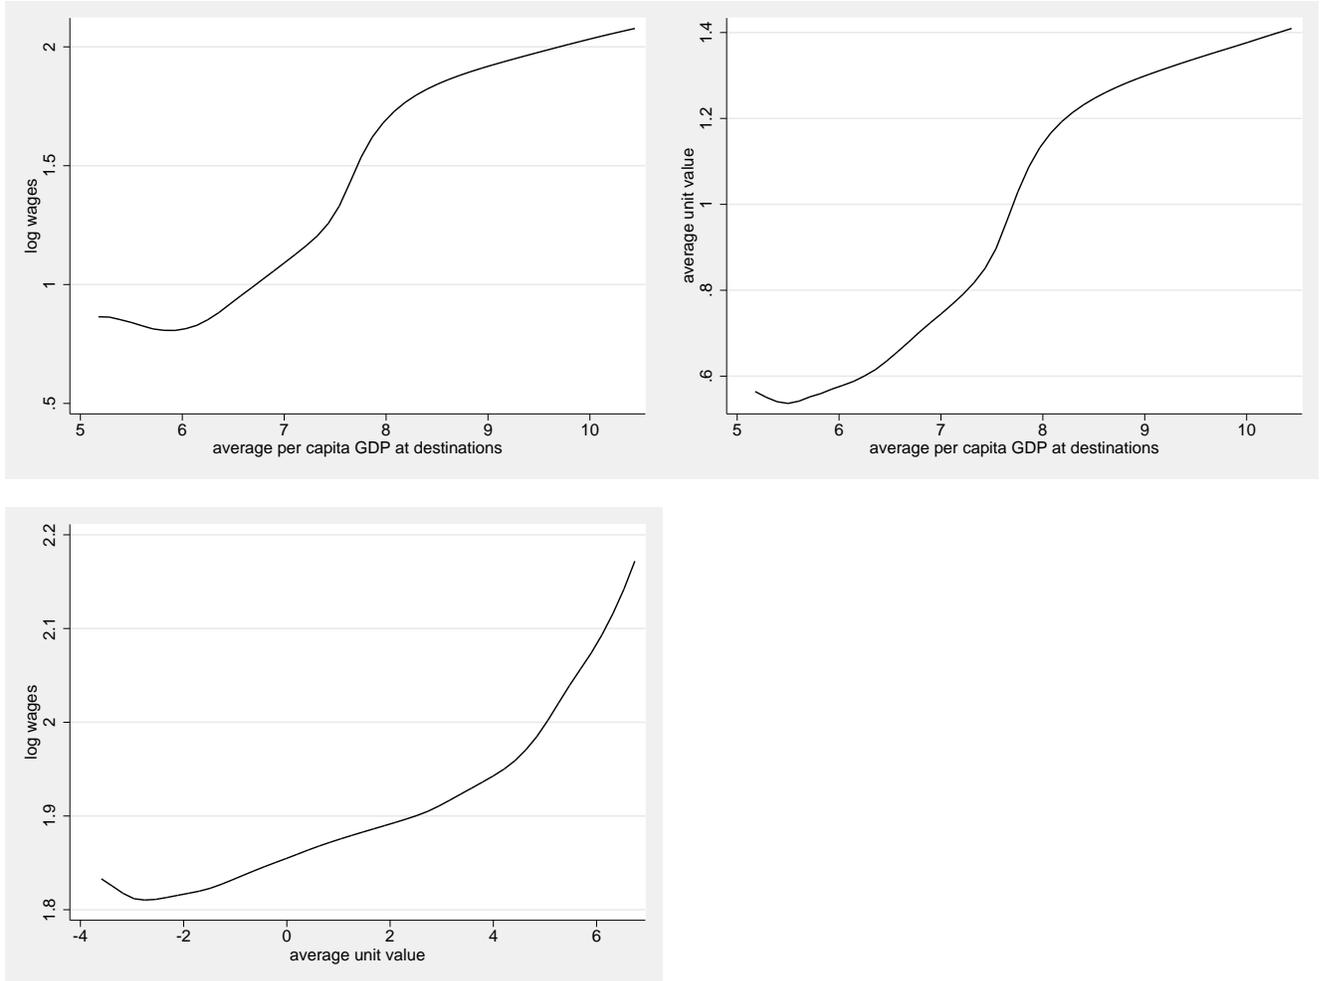 2
1.5
1
.5
log wages
5 6 7 8 9 10
average per capita GDP at destinations
1.4
1.2
1
.8
.6
average unit value
5 6 7 8 9 10
average per capita GDP at destinations
2.2
2.1
2
1.9
1.8
log wages
-4 -2 0 2 4 6
average unit value